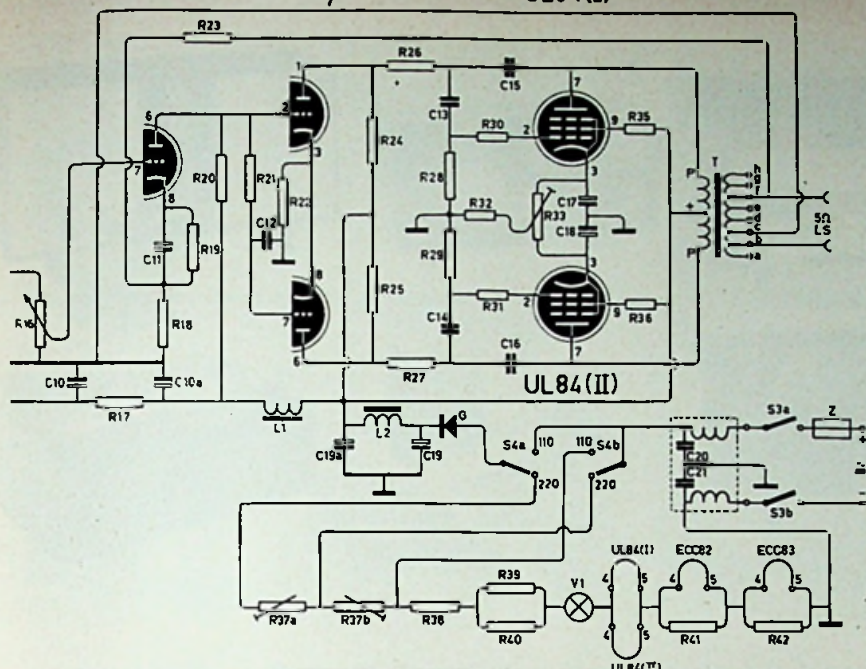 R23
R26
C15
1
7
6
2
C13
R30
2
9
R35
7
R20
R21
3
R24
3
h
g
8
R22
R28
R32
C17
P
T
f
R33
+
e
d
5Ω
C12
C18
c
LS
C11
R19
R29
P
b
8
R25
3
a
R31
2
R16
R18
7
C14
9
R36
6
C16
7
C10
C10a
R27
UL84(II)
R17
L1
L2
G
S4a
110
110
S4b
S3a
Z
C19a
C19
C20
+
C21
220
220
S3b
UL84(I)
ECC82
ECC83
R39
V1
4
5
4
5
4
5
R37a
R37b
R38
R40
4
5
R41
R42
UL84(II)